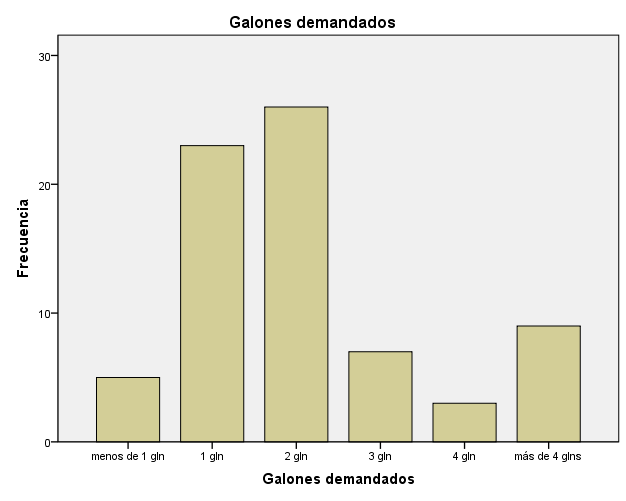 Galones demandados
30
20
10
0
Frecuencia
menos de 1 gln
1 gln
2 gln
3 gln
4 gln
más de 4 glns
Galones demandados